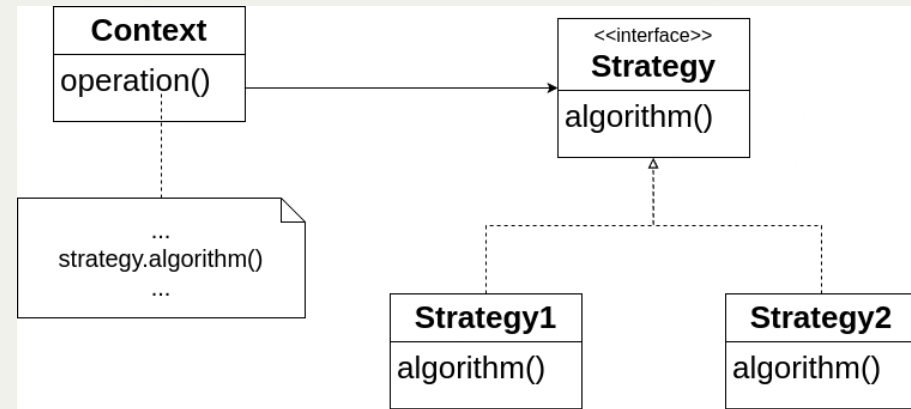 Context
operation()
<<interface>>
Strategy
algorithm()
...
strategy.algorithm()
...
Strategy1
algorithm()
Strategy2
algorithm()